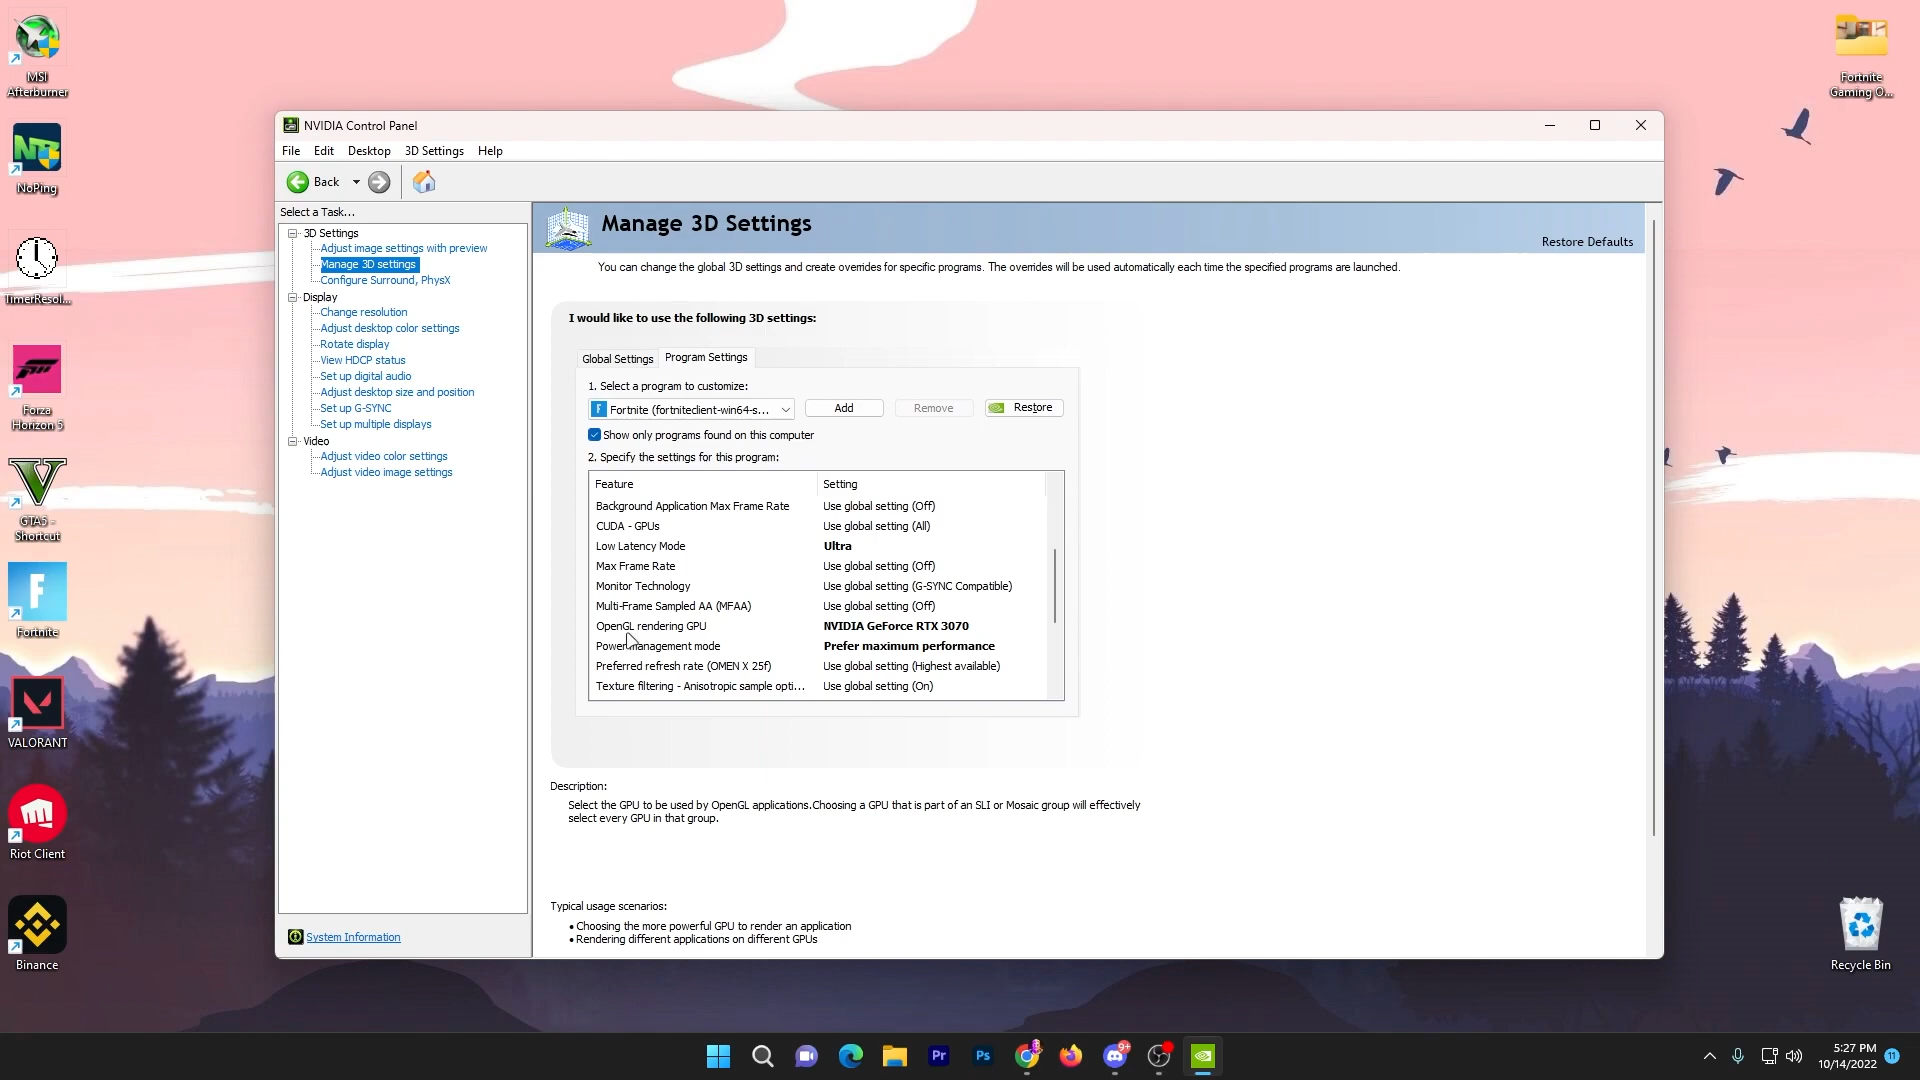 MSI
Afterburner
NoPing
TimerResol...
Forza
Horizon 5
GTA5 -
Shortcut
Fortnite
VALORANT
Riot Client
Binance
Fortnite
Gaming O...
Recycle Bin
NVIDIA Control Panel
File Edit Desktop 3D Settings Help
Back
Select a Task...
3D Settings
Adjust image settings with preview
Manage 3D settings
Configure Surround, PhysX
Display
Change resolution
Adjust desktop color settings
Rotate display
View HDCP status
Set up digital audio
Adjust desktop size and position
Set up G-SYNC
Set up multiple displays
Video
Adjust video color settings
Adjust video image settings
System Information
Manage 3D Settings
Restore Defaults
You can change the global 3D settings and create overrides for specific programs. The overrides will be used automatically each time the specified programs are launched.
I would like to use the following 3D settings:
Global Settings Program Settings
1. Select a program to customize:
Fortnite (fortniteclient-win64-s... Add Remove Restore
Show only programs found on this computer
2. Specify the settings for this program:
Feature Setting
Background Application Max Frame Rate Use global setting (Off)
CUDA - GPUs Use global setting (All)
Low Latency Mode Ultra
Max Frame Rate Use global setting (Off)
Monitor Technology Use global setting (G-SYNC Compatible)
Multi-Frame Sampled AA (MFAA) Use global setting (Off)
OpenGL rendering GPU NVIDIA GeForce RTX 3070
Power management mode Prefer maximum performance
Preferred refresh rate (OMEN X 25f) Use global setting (Highest available)
Texture filtering - Anisotropic sample opti... Use global setting (On)
Description:
Select the GPU to be used by OpenGL applications.Choosing a GPU that is part of an SLI or Mosaic group will effectively
select every GPU in that group.
Typical usage scenarios:
• Choosing the more powerful GPU to render an application
• Rendering different applications on different GPUs
Pr
Ps
9+
5:27 PM
10/14/2022
11